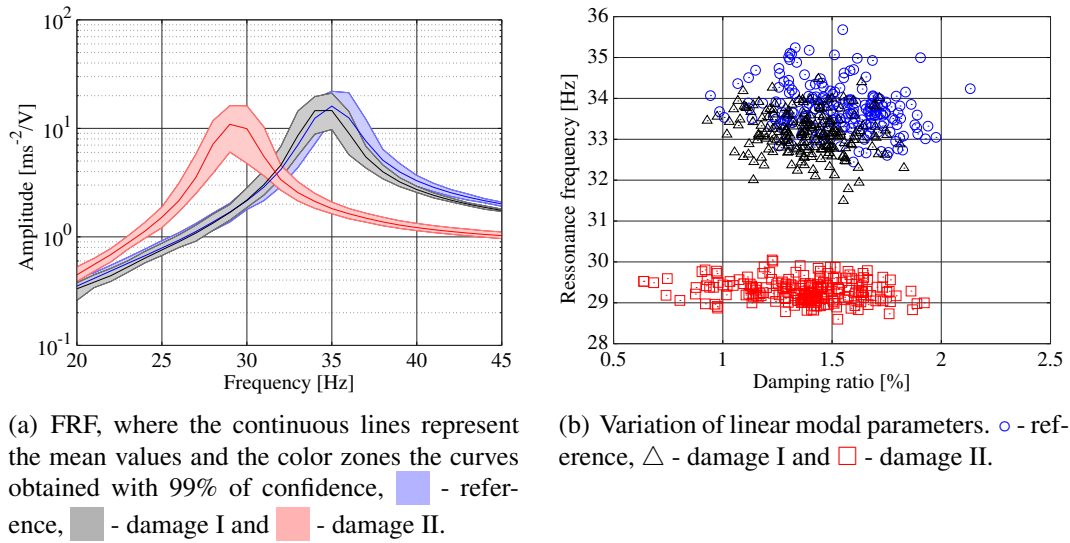 10^2
10^1
10^0
10^-1
Amplitude [ms^-2/V]
20 25 30 35 40 45
Frequency [Hz]
36
35
34
33
32
31
30
29
28
Ressonance frequency [Hz]
0.5 1 1.5 2 2.5
Damping ratio [%]
(a) FRF, where the continuous lines represent
the mean values and the color zones the curves
obtained with 99% of confidence, - refer-
ence, - damage I and - damage II.
(b) Variation of linear modal parameters. ○ - ref-
erence, △ - damage I and □ - damage II.